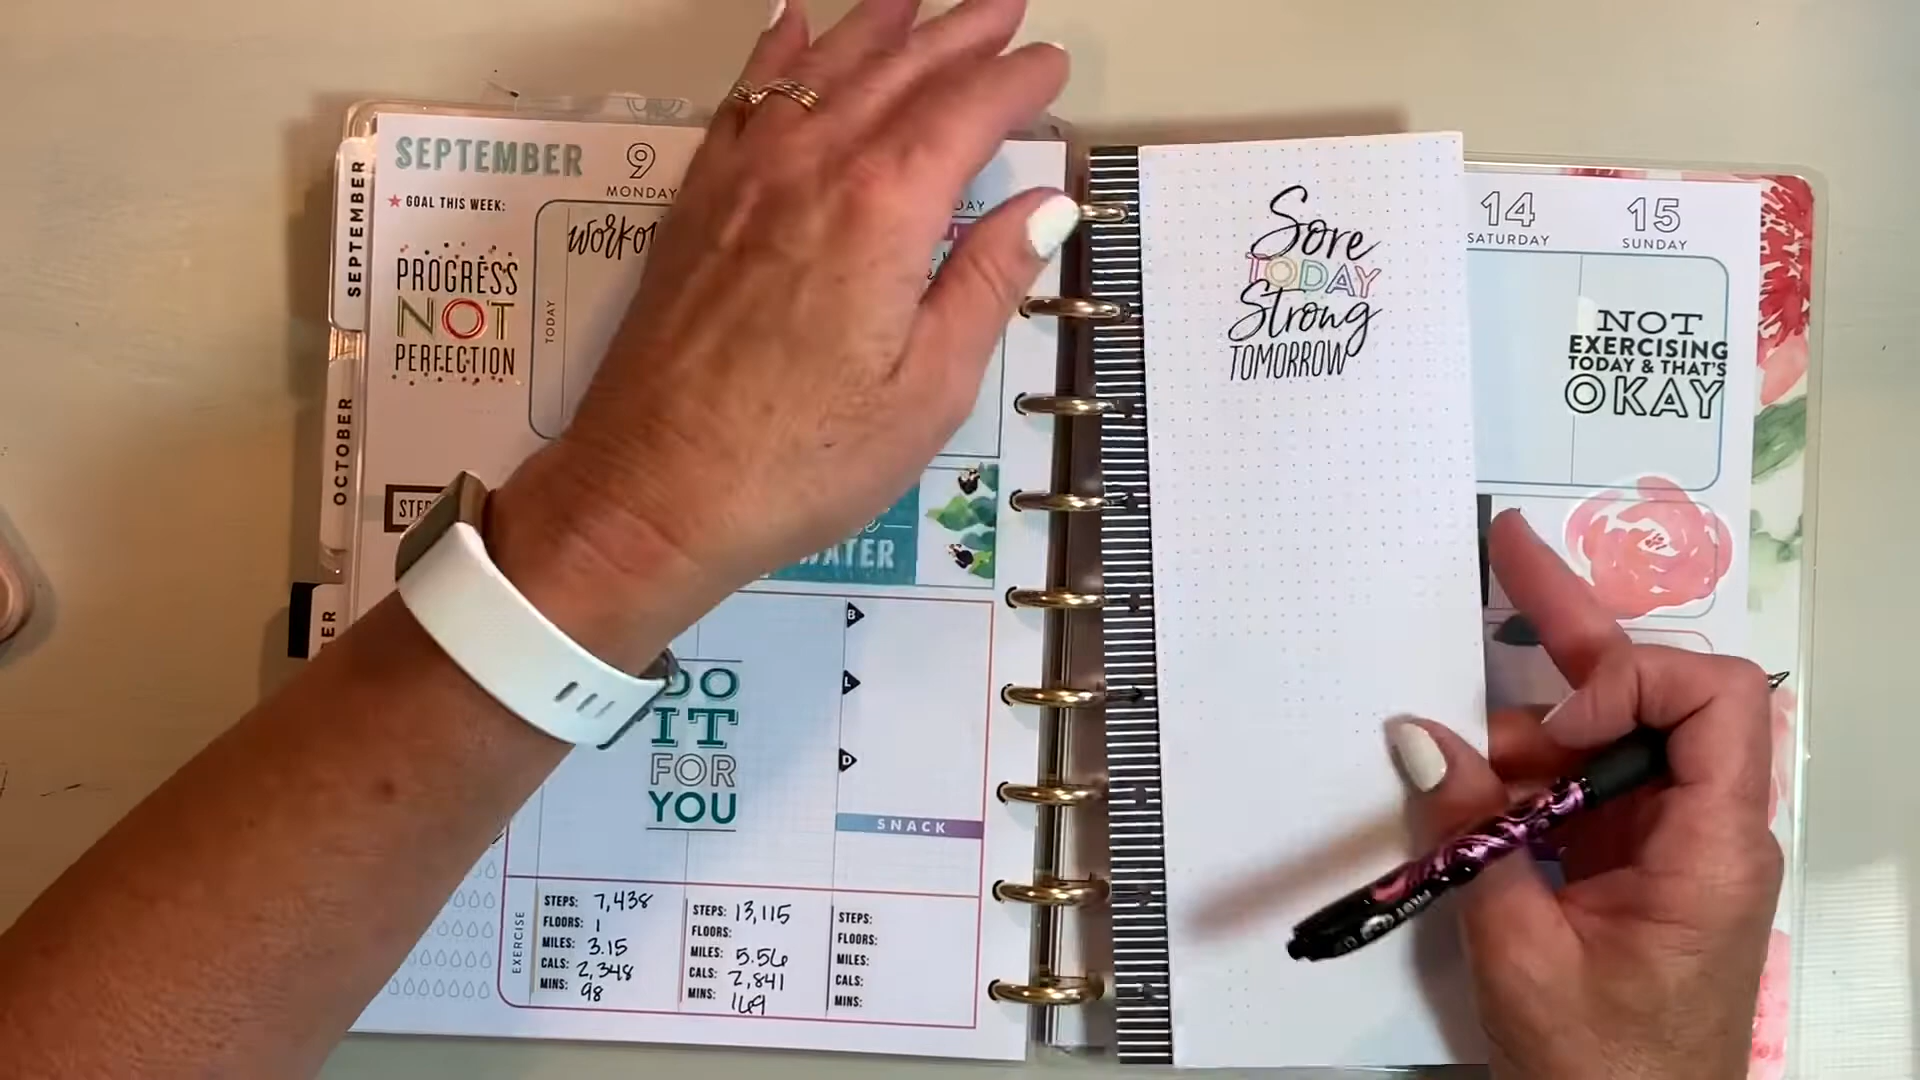 SEPTEMBER
9
MONDAY
GOAL THIS WEEK:
PROGRESS
NOT
PERFECTION
TODAY
SEPTEMBER
OCTOBER
WATER
B
L
D
SNACK
DO
IT
FOR
YOU
EXERCISE
STEPS: 7,438
FLOORS: 1
MILES: 3.15
CALS: 2,348
MINS: 98
STEPS: 13,115
FLOORS:
MILES: 5.56
CALS: 2,841
MINS: 169
STEPS:
FLOORS:
MILES:
CALS:
MINS:
Sore
TODAY
Strong
TOMORROW
14
SATURDAY
15
SUNDAY
NOT
EXERCISING
TODAY & THAT'S
OKAY